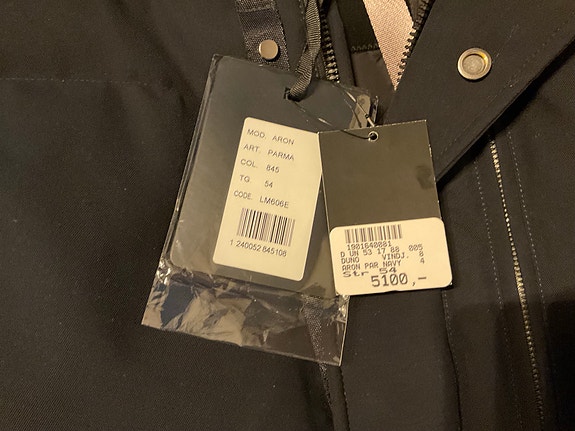 MOD. ARON
ART. PARMA
COL. 845
TG 54
CODE. LM606E
1 240052 845108
1901640081
D UN 53 17 88 005
DUNO VINDJ. 8
ARON PAR NAVY 4
Str 54
5100,-